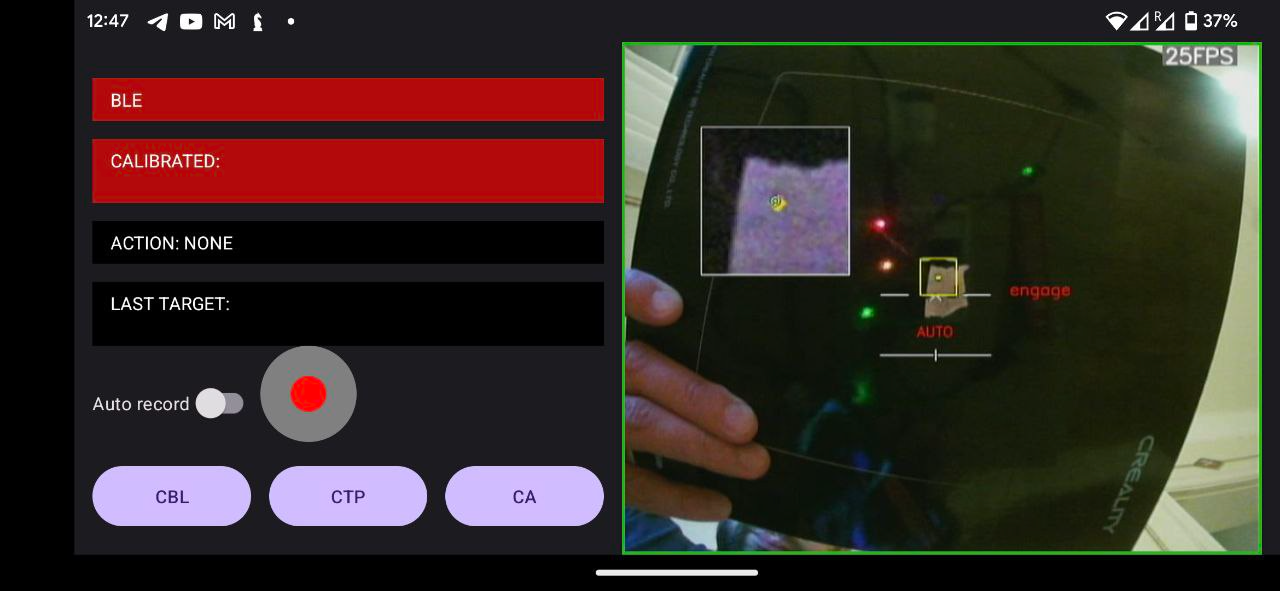 12:47
R
37%
BLE
CALIBRATED:
ACTION: NONE
LAST TARGET:
Auto record
CBL
CTP
CA
25FPS
engage
AUTO
CREALITY